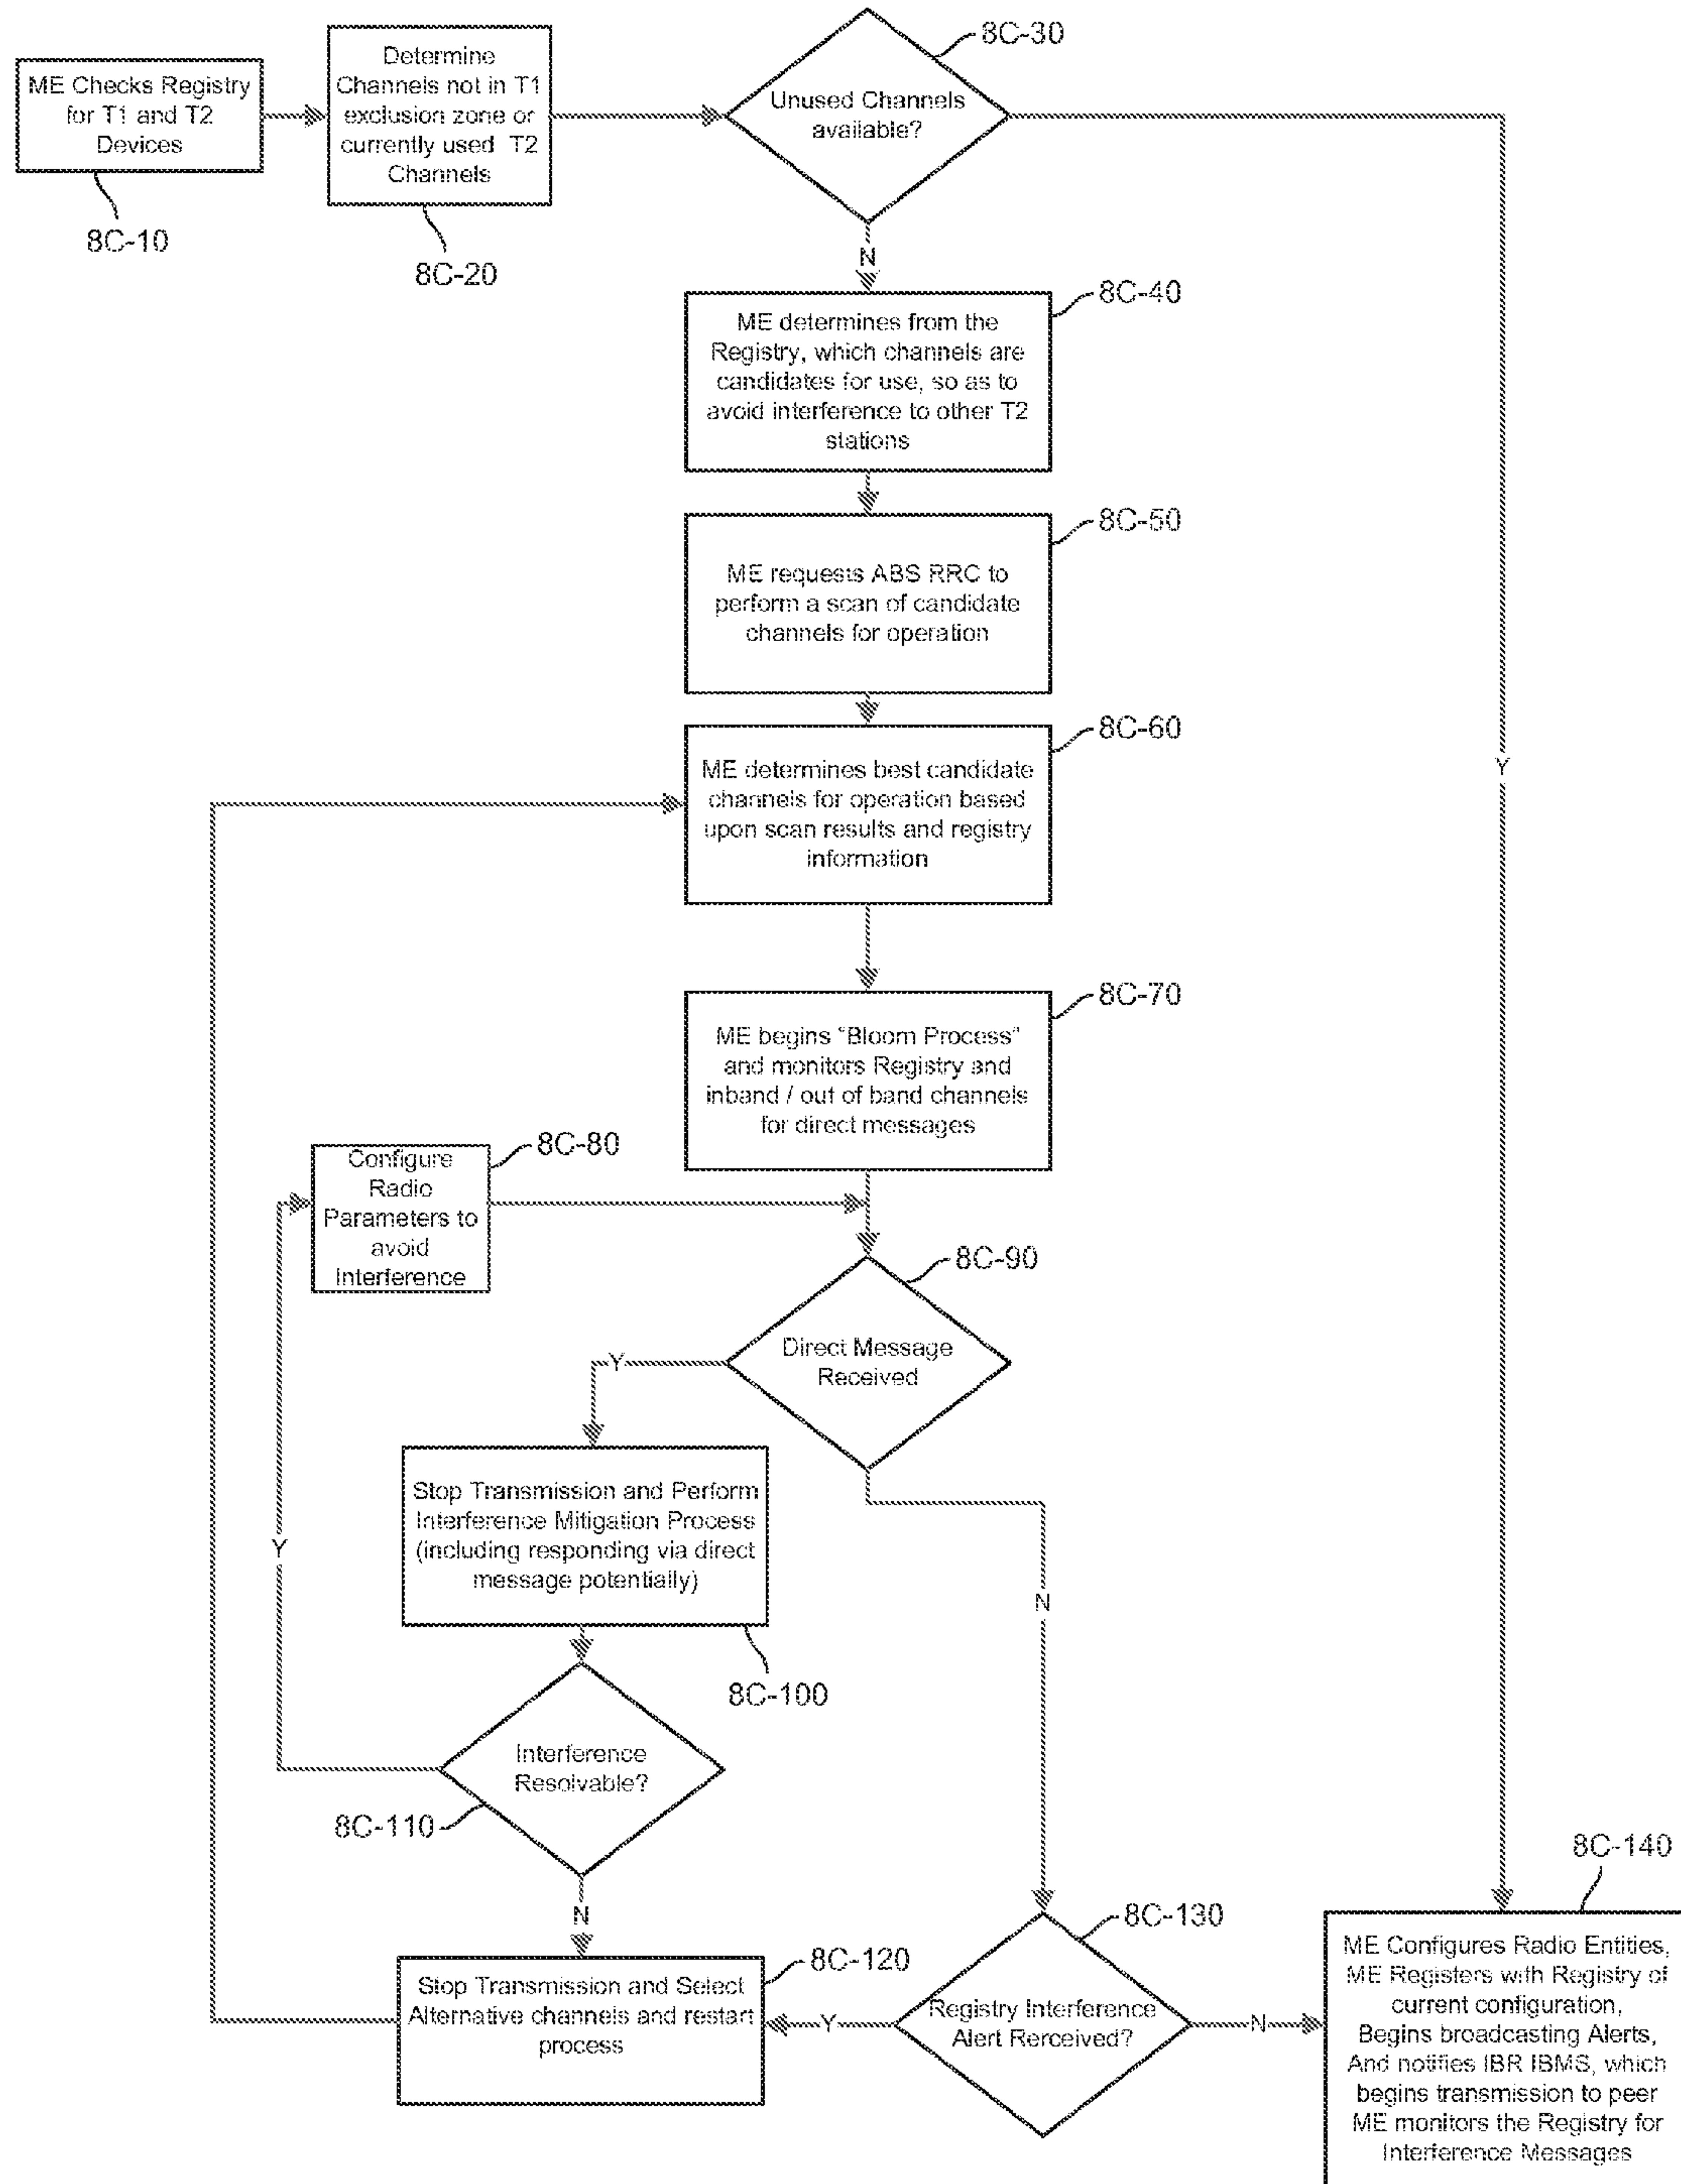 ME Checks Registry
for T1 and T2
Devices
8C-10
Determine
Channels not in T1
exclusion zone or
currently used T2
Channels
8C-20
Unused Channels
available?
8C-30
N
Y
ME determines from the
Registry, which channels are
candidates for use, so as to
avoid interference to other T2
stations
8C-40
ME requests ABS RRC to
perform a scan of candidate
channels for operation
8C-50
ME determines best candidate
channels for operation based
upon scan results and registry
information
8C-60
ME begins "Bloom Process"
and monitors Registry and
inband / out of band channels
for direct messages
8C-70
Configure
Radio
Parameters to
avoid
Interference
8C-80
Direct Message
Received
8C-90
Y
N
Stop Transmission and Perform
Interference Mitigation Process
(including responding via direct
message potentially)
8C-100
Interference
Resolvable?
8C-110
Y
N
Stop Transmission and Select
Alternative channels and restart
process
8C-120
Registry Interference
Alert Rerceived?
8C-130
Y
N
ME Configures Radio Entities,
ME Registers with Registry of
current configuration,
Begins broadcasting Alerts,
And notifies IBR IBMS, which
begins transmission to peer
ME monitors the Registry for
Interference Messages
8C-140